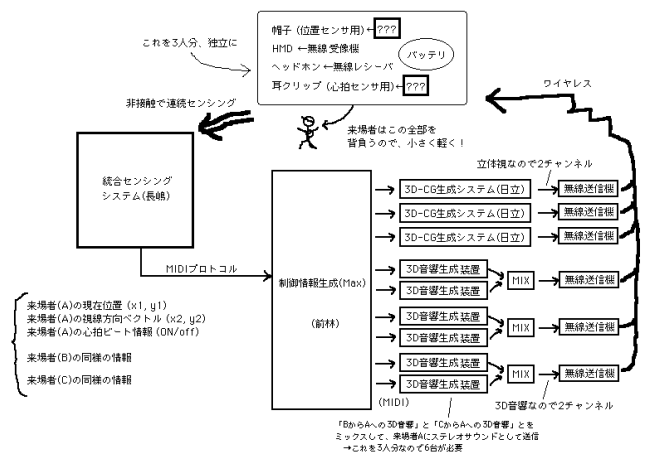 これを3人分、独立に
帽子 (位置センサ用)←???
HMD ←無線受像機
ヘッドホン←無線レシーバ
耳クリップ (心拍センサ用)←???
バッテリ
ワイヤレス
非接触で連続センシング
来場者はこの全部を
背負うので、小さく軽く!
統合センシング
システム(長嶋)
MIDIプロトコル
制御情報生成(Max)
(前林)
立体視なので2チャンネル
3D-CG生成システム(日立)
無線送信機
3D-CG生成システム(日立)
無線送信機
3D-CG生成システム(日立)
無線送信機
3D音響生成装置
3D音響生成装置
MIX
無線送信機
3D音響生成装置
3D音響生成装置
MIX
無線送信機
3D音響生成装置
3D音響生成装置
MIX
無線送信機
(MIDI)
3D音響なので2チャンネル
来場者(A)の現在位置 (x1, y1)
来場者(A)の視線方向ベクトル (x2, y2)
来場者(A)の心拍ビート情報 (ON/off)
来場者(B)の同様の情報
来場者(C)の同様の情報
「BからAへの3D音響」と「CからAへの3D音響」とを
ミックスして、来場者Aにステレオサウンドとして送信
→これを3人分なので6台が必要